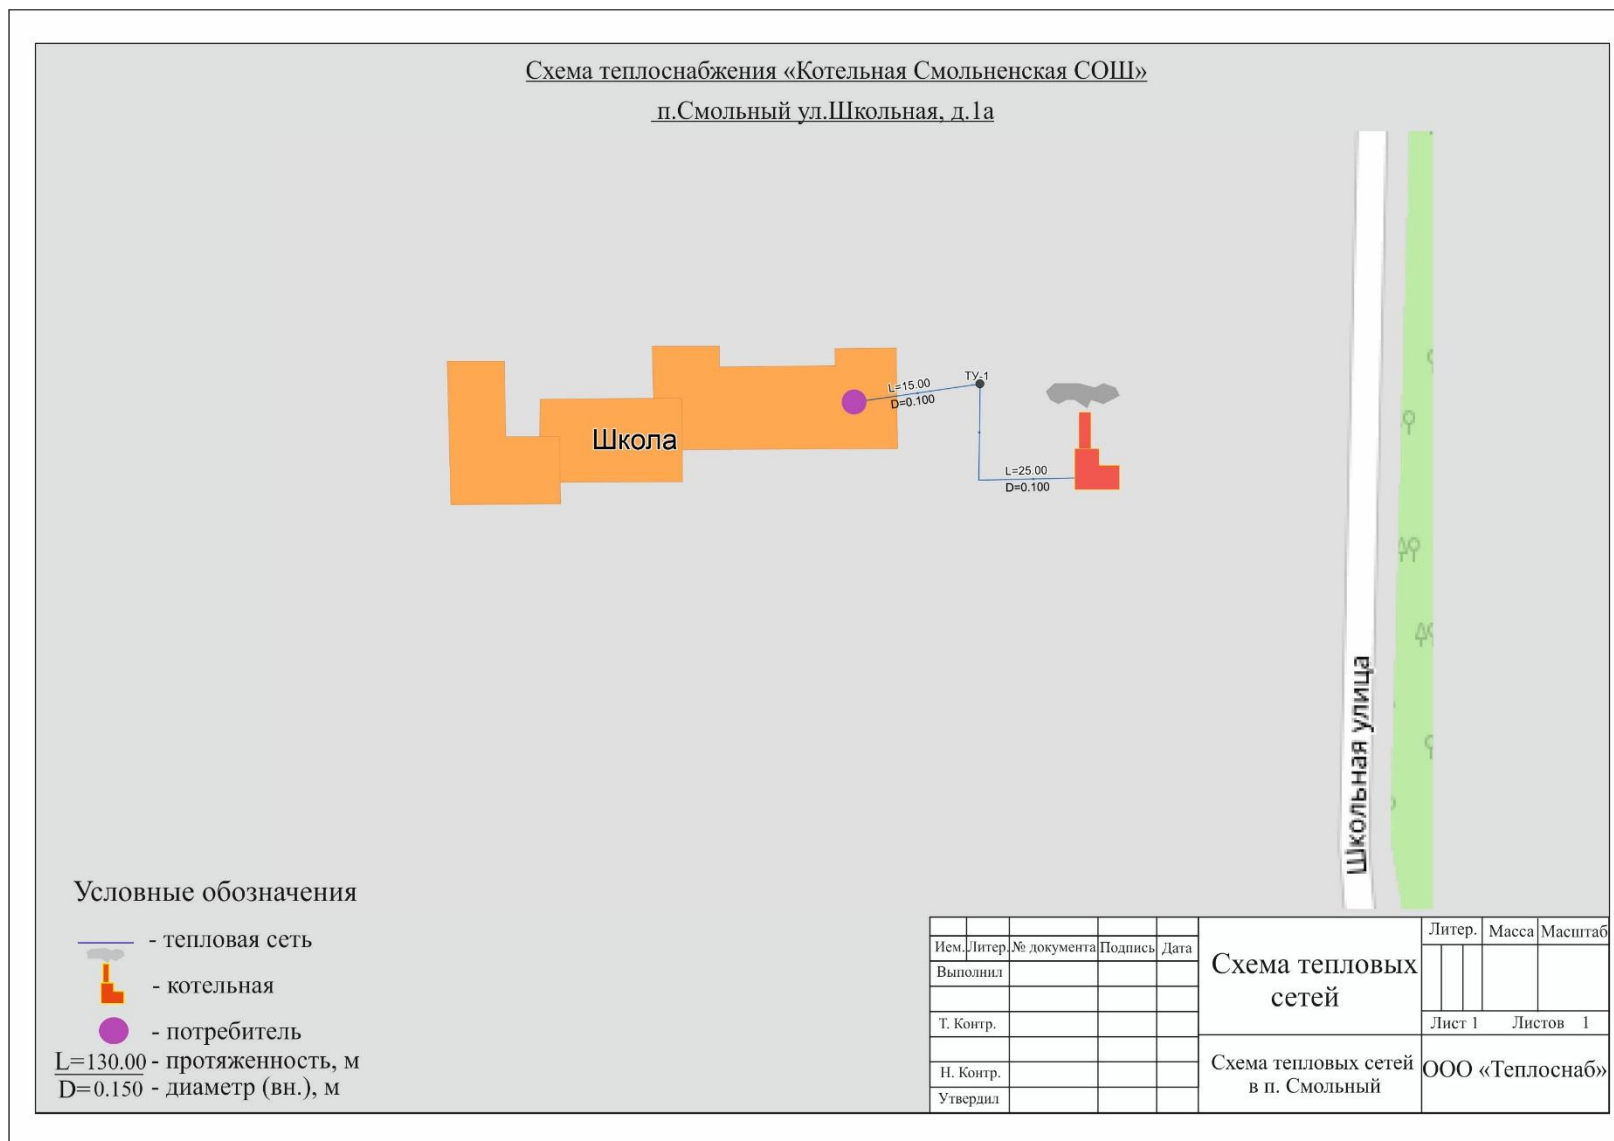 Схема теплоснабжения «Котельная Смольненская СОШ»
п.Смольный ул.Школьная, д.1а
L=15.00
D=0.100
ТУ-1
Школа
L=25.00
D=0.100
Школьная улица
Условные обозначения
- тепловая сеть
- котельная
- потребитель
L=130.00 - протяженность, м
D=0.150 - диаметр (вн.), м
Ием. Литер. № документа Подпись Дата
Выполнил
Т. Контр.
Н. Контр.
Утвердил
Схема тепловых
сетей
Схема тепловых сетей
в п. Смольный
Литер. Масса Масштаб
Лист 1 Листов 1
ООО «Теплоснаб»